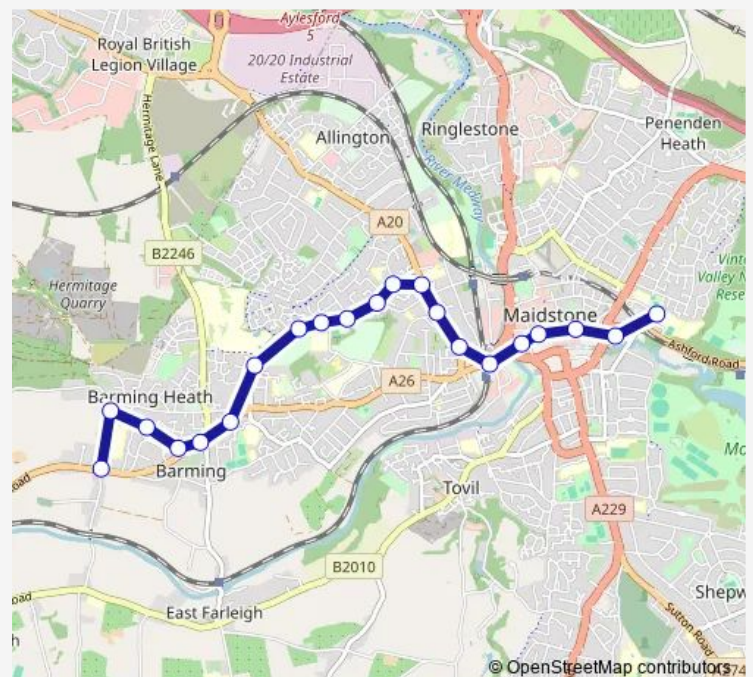 Aylesford
5
Royal British
Legion Village
20/20 Industrial
Estate
Hermitage Lane
Allington
Ringlestone
Penenden
Heath
River Medway
A20
B2246
Hermitage
Quarry
Maidstone
Ashford Road
Barming Heath
A26
Barming
Tovil
A229
B2010
East Farleigh
Sutton Road
© OpenStreetMap contributors